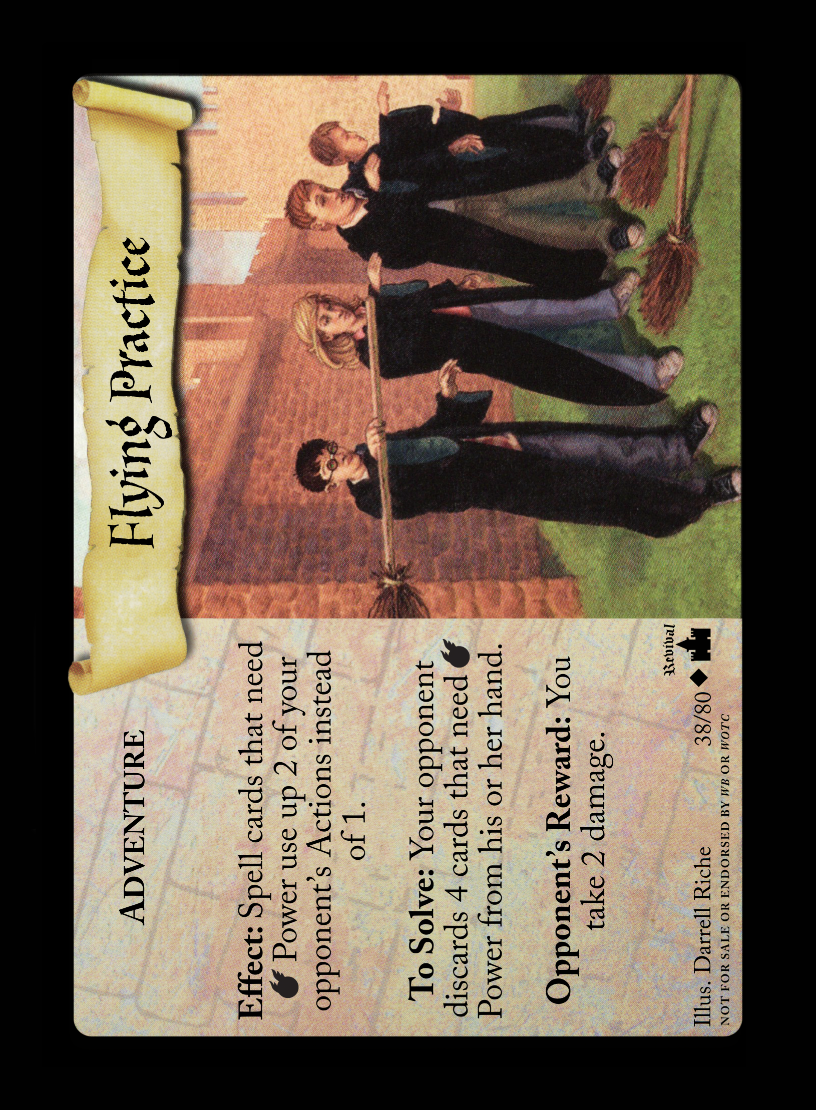 Flying Practice
ADVENTURE
Effect: Spell cards that need
Power use up 2 of your
opponent's Actions instead
of 1.
To Solve: Your opponent
discards 4 cards that need
Power from his or her hand.
Opponent's Reward: You
take 2 damage.
Revival
Illus. Darrell Riche 38/80
NOT FOR SALE OR ENDORSED BY WB OR WOTC